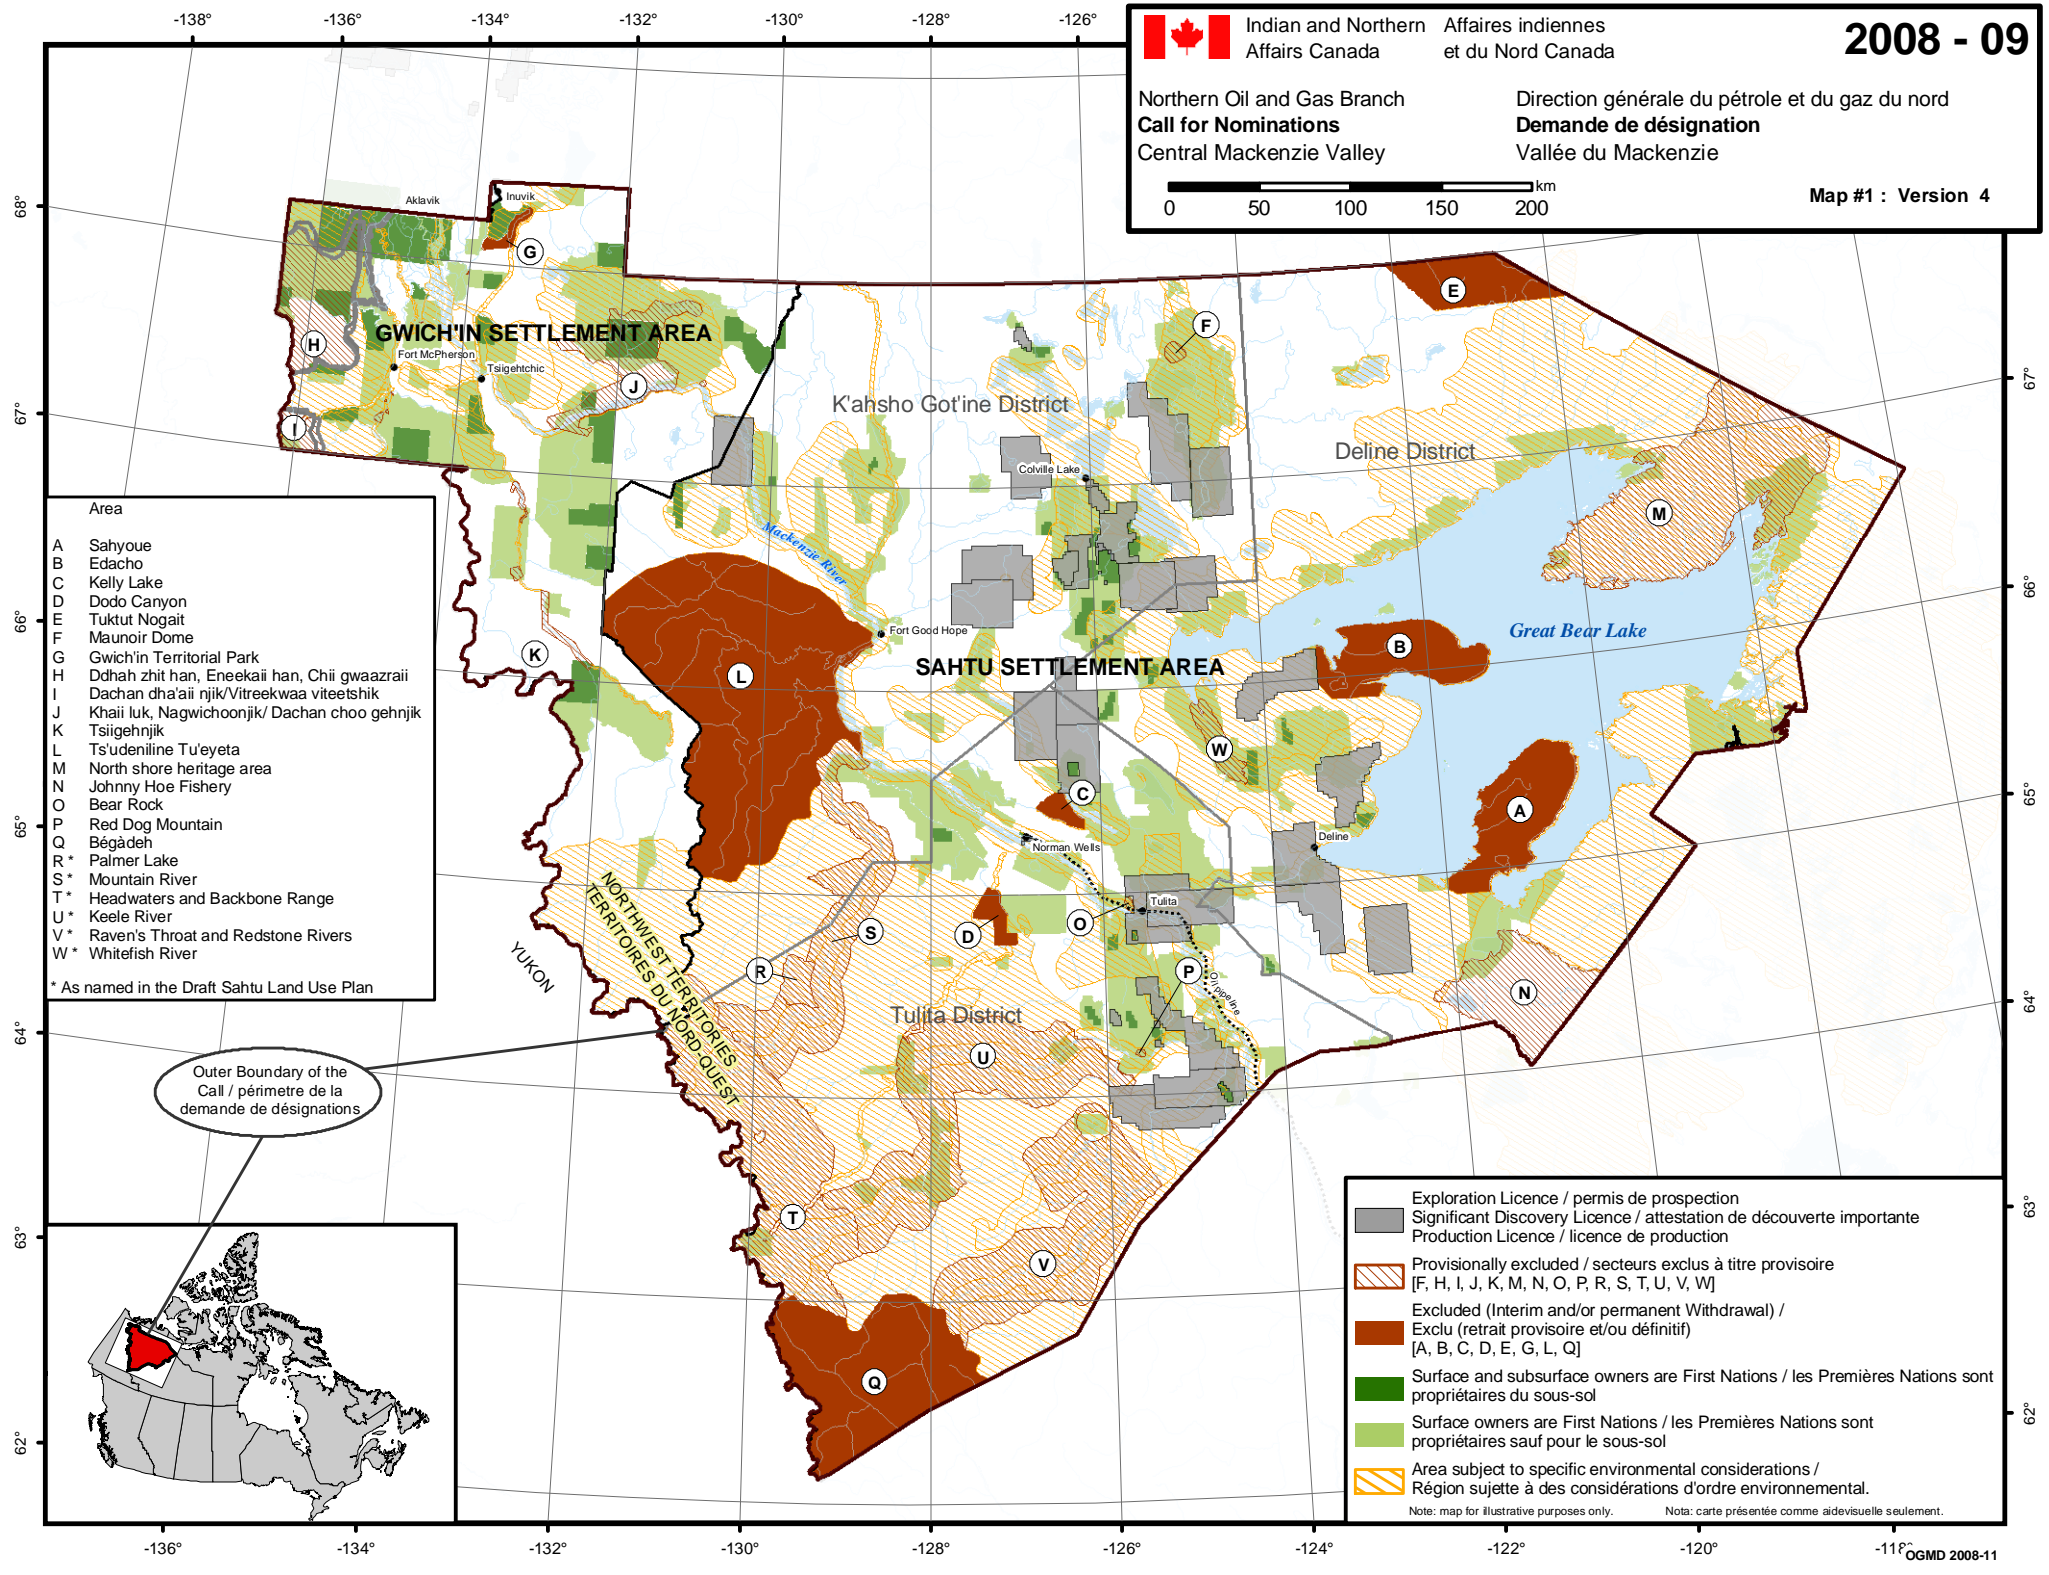 -138°
-136°
-134°
-132°
-130°
-128°
-126°
Indian and Northern
Affairs Canada
Affaires indiennes
et du Nord Canada
2008 - 09
Northern Oil and Gas Branch
Call for Nominations
Central Mackenzie Valley
Direction générale du pétrole et du gaz du nord
Demande de désignation
Vallée du Mackenzie
km
0 50 100 150 200
Map #1 : Version 4
68°
67°
66°
65°
64°
63°
62°
67°
66°
65°
64°
63°
62°
Aklavik
Inuvik
G
E
F
GWICH'IN SETTLEMENT AREA
H
Fort McPherson
Tsiigehtchic
J
K'ahsho Got'ine District
I
Deline District
Colville Lake
M
Mackenzie River
Fort Good Hope
Great Bear Lake
B
K
SAHTU SETTLEMENT AREA
L
W
C
A
Norman Wells
Deline
Tulita
O
D
S
R
P
N
Oil pipeline
Tulita District
U
T
V
Q
YUKON
NORTHWEST TERRITORIES
TERRITOIRES DU NORD-QUEST
Area
A Sahyoue
B Edacho
C Kelly Lake
D Dodo Canyon
E Tuktut Nogait
F Maunoir Dome
G Gwich'in Territorial Park
H Ddhah zhit han, Eneekaii han, Chii gwaazraii
I Dachan dha'aii njik/Vitreekwaa viteetshik
J Khaii luk, Nagwichoonjik/ Dachan choo gehnjik
K Tsiigehnjik
L Ts'udeniline Tu'eyeta
M North shore heritage area
N Johnny Hoe Fishery
O Bear Rock
P Red Dog Mountain
Q Bégàdeh
R * Palmer Lake
S * Mountain River
T * Headwaters and Backbone Range
U * Keele River
V * Raven's Throat and Redstone Rivers
W * Whitefish River
* As named in the Draft Sahtu Land Use Plan
Outer Boundary of the
Call / périmetre de la
demande de désignations
Exploration Licence / permis de prospection
Significant Discovery Licence / attestation de découverte importante
Production Licence / licence de production
Provisionally excluded / secteurs exclus à titre provisoire
[F, H, I, J, K, M, N, O, P, R, S, T, U, V, W]
Excluded (Interim and/or permanent Withdrawal) /
Exclu (retrait provisoire et/ou définitif)
[A, B, C, D, E, G, L, Q]
Surface and subsurface owners are First Nations / les Premières Nations sont
propriétaires du sous-sol
Surface owners are First Nations / les Premières Nations sont
propriétaires sauf pour le sous-sol
Area subject to specific environmental considerations /
Région sujette à des considérations d'ordre environnemental.
Note: map for illustrative purposes only. Nota: carte présentée comme aidevisuelle seulement.
-136°
-134°
-132°
-130°
-128°
-126°
-124°
-122°
-120°
OGMD 2008-11